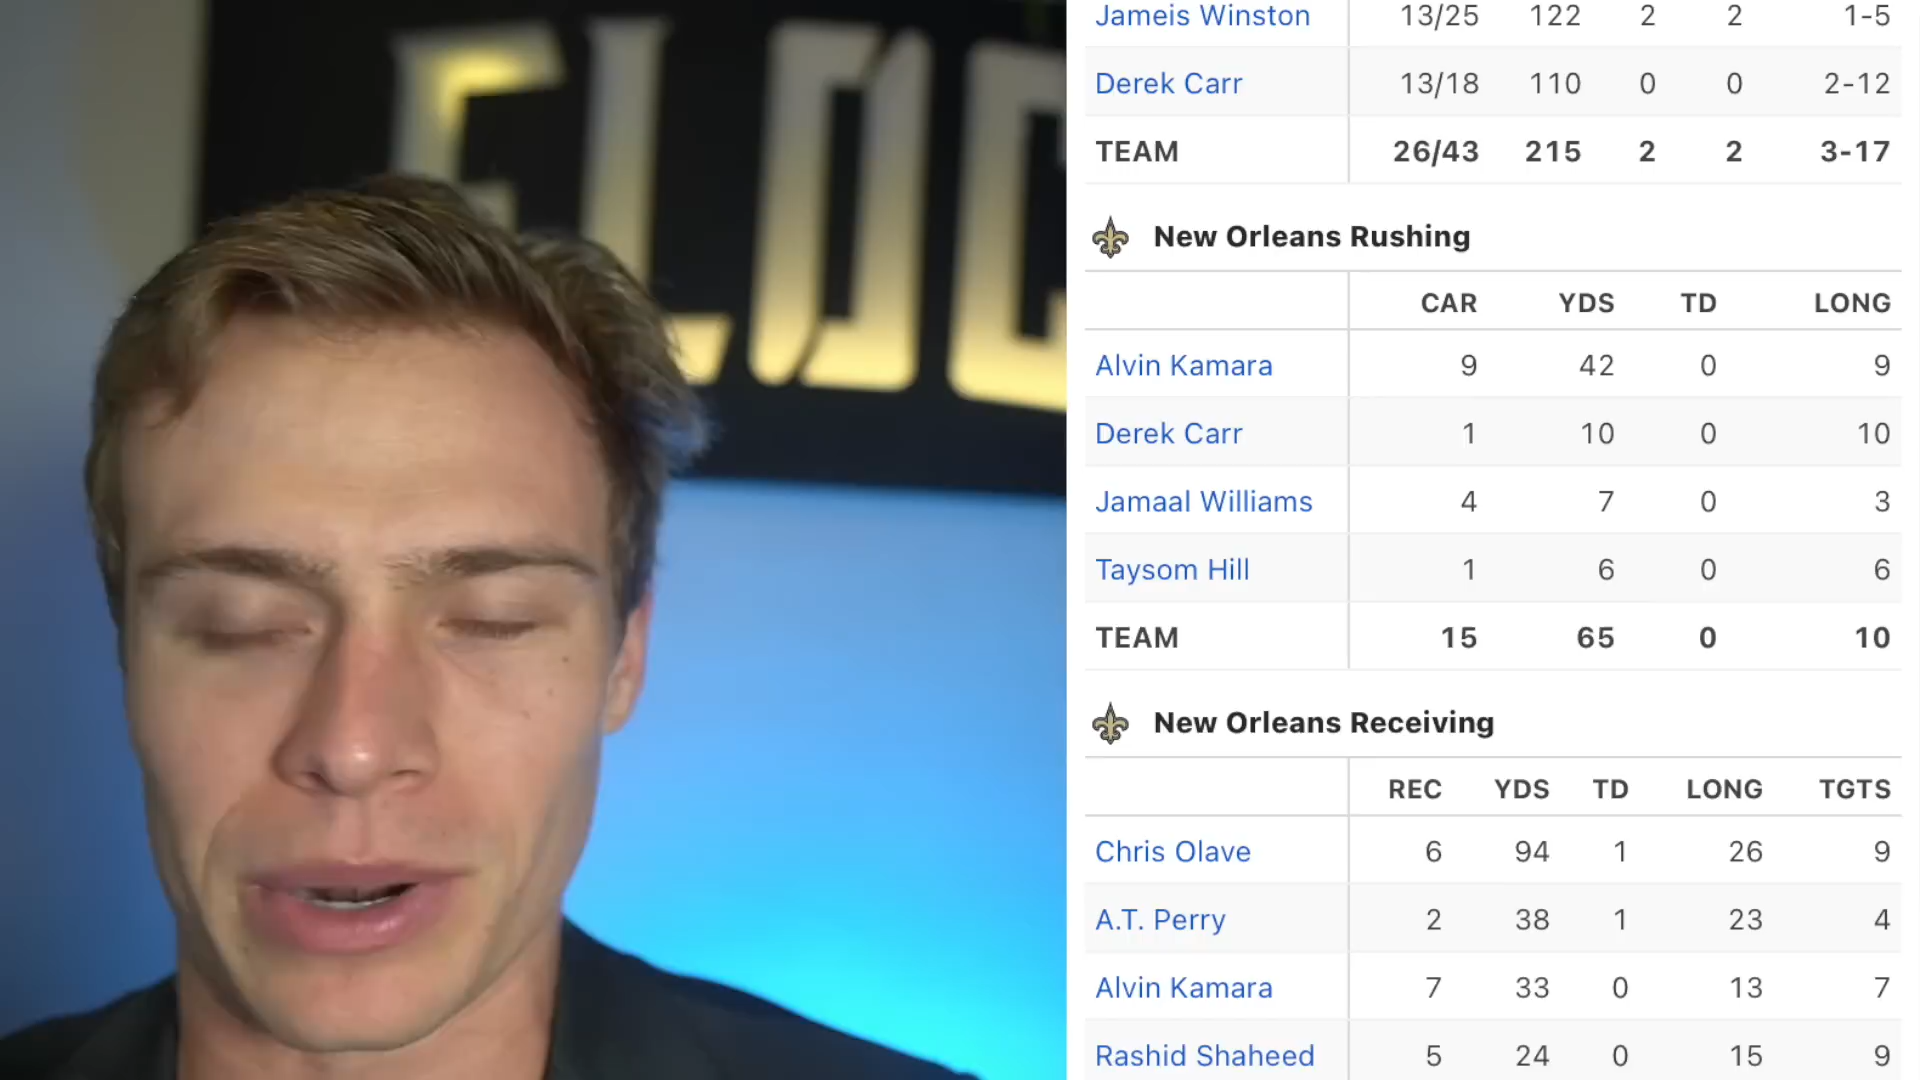 ELOC
Jameis Winston 13/25 122 2 2 1-5
Derek Carr 13/18 110 0 0 2-12
TEAM 26/43 215 2 2 3-17
New Orleans Rushing
CAR YDS TD LONG
Alvin Kamara 9 42 0 9
Derek Carr 1 10 0 10
Jamaal Williams 4 7 0 3
Taysom Hill 1 6 0 6
TEAM 15 65 0 10
New Orleans Receiving
REC YDS TD LONG TGTS
Chris Olave 6 94 1 26 9
A.T. Perry 2 38 1 23 4
Alvin Kamara 7 33 0 13 7
Rashid Shaheed 5 24 0 15 9